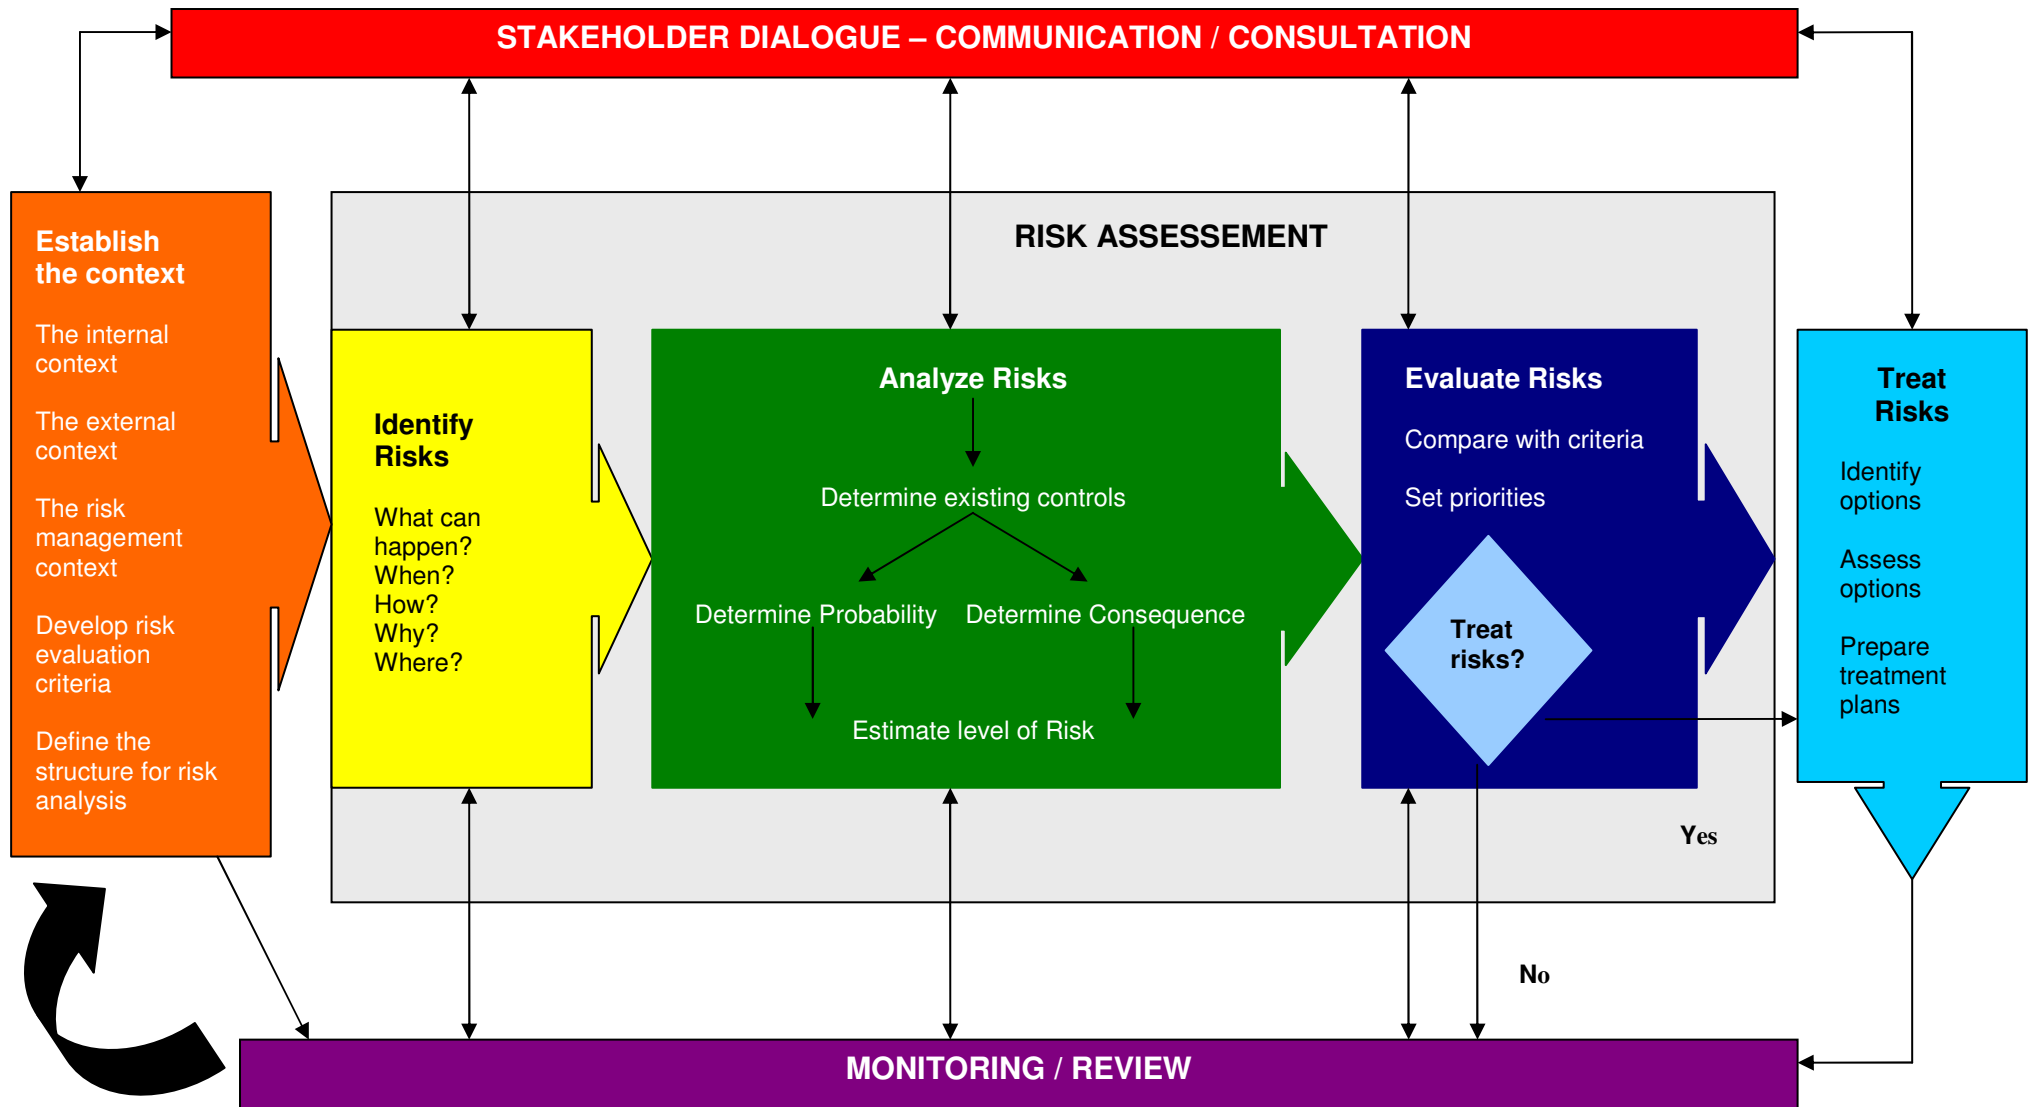 STAKEHOLDER DIALOGUE – COMMUNICATION / CONSULTATION
Establish
the context
The internal
context
The external
context
The risk
management
context
Develop risk
evaluation
criteria
Define the
structure for risk
analysis
RISK ASSESSEMENT
Identify
Risks
What can
happen?
When?
How?
Why?
Where?
Analyze Risks
Determine existing controls
Determine Probability
Determine Consequence
Estimate level of Risk
Evaluate Risks
Compare with criteria
Set priorities
Treat
risks?
Treat
Risks
Identify
options
Assess
options
Prepare
treatment
plans
Yes
No
MONITORING / REVIEW